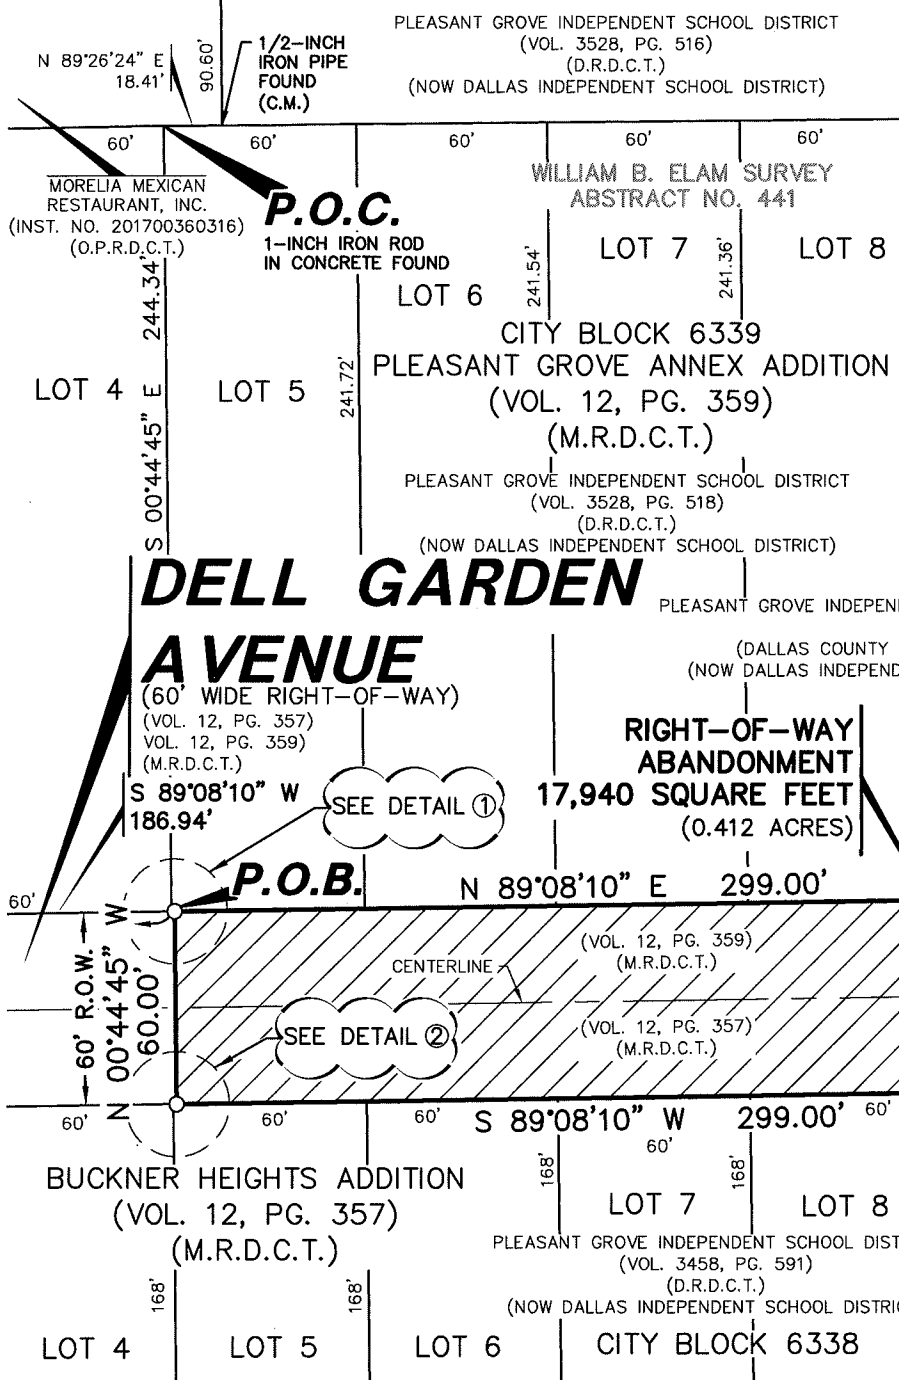 PLEASANT GROVE INDEPENDENT SCHOOL DISTRICT
(VOL. 3528, PG. 516)
(D.R.D.C.T.)
(NOW DALLAS INDEPENDENT SCHOOL DISTRICT)
N 89°26'24" E
18.41'
90.60'
1/2-INCH
IRON PIPE
FOUND
(C.M.)
60'
60'
60'
60'
60'
MORELIA MEXICAN
RESTAURANT, INC.
(INST. NO. 201700360316)
(O.P.R.D.C.T.)
P.O.C.
1-INCH IRON ROD
IN CONCRETE FOUND
WILLIAM B. ELAM SURVEY
ABSTRACT NO. 441
LOT 4
LOT 5
LOT 6
LOT 7
LOT 8
S 00°44'45" E 244.34'
241.72'
241.54'
241.36'
CITY BLOCK 6339
PLEASANT GROVE ANNEX ADDITION
(VOL. 12, PG. 359)
(M.R.D.C.T.)
PLEASANT GROVE INDEPENDENT SCHOOL DISTRICT
(VOL. 3528, PG. 518)
(D.R.D.C.T.)
(NOW DALLAS INDEPENDENT SCHOOL DISTRICT)
DELL GARDEN
AVENUE
(60' WIDE RIGHT-OF-WAY)
(VOL. 12, PG. 357)
VOL. 12, PG. 359)
(M.R.D.C.T.)
PLEASANT GROVE INDEPEN
(DALLAS COUNTY
(NOW DALLAS INDEPEND
RIGHT-OF-WAY
ABANDONMENT
17,940 SQUARE FEET
(0.412 ACRES)
S 89°08'10" W
186.94'
SEE DETAIL ①
P.O.B.
N 89°08'10" E 299.00'
60'
60' R.O.W.
N 00°44'45" W
60.00'
(VOL. 12, PG. 359)
(M.R.D.C.T.)
CENTERLINE
(VOL. 12, PG. 357)
(M.R.D.C.T.)
SEE DETAIL ②
60'
60'
60'
S 89°08'10" W 299.00'
60'
60'
BUCKNER HEIGHTS ADDITION
(VOL. 12, PG. 357)
(M.R.D.C.T.)
168'
168'
168'
168'
LOT 7
LOT 8
PLEASANT GROVE INDEPENDENT SCHOOL DIST
(VOL. 3458, PG. 591)
(D.R.D.C.T.)
(NOW DALLAS INDEPENDENT SCHOOL DISTRI
LOT 4
LOT 5
LOT 6
CITY BLOCK 6338